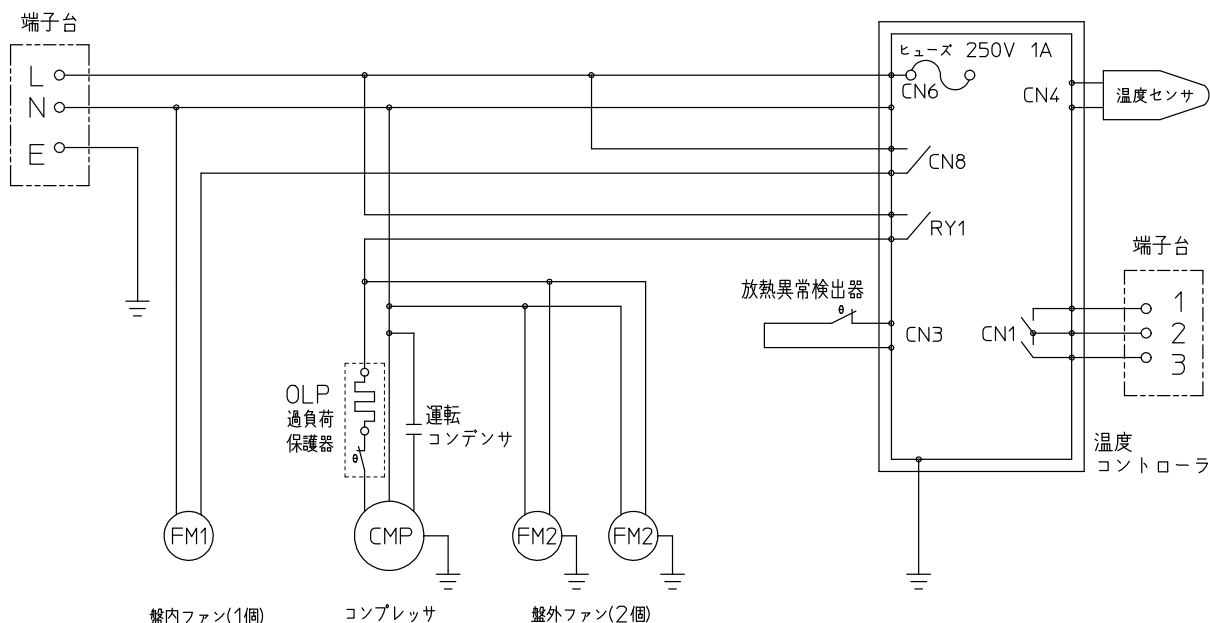 端子台
L
N
E
ヒューズ 250V 1A
CN6
CN4
温度センサ
CN8
RY1
端子台
放熱異常検出器
θ
CN3
CN1
1
2
3
OLP
過負荷
保護器
θ
運転
コンデンサ
温度
コントローラ
FM1
CMP
FM2
FM2
盤内ファン(1個)
コンプレッサ
盤外ファン(2個)